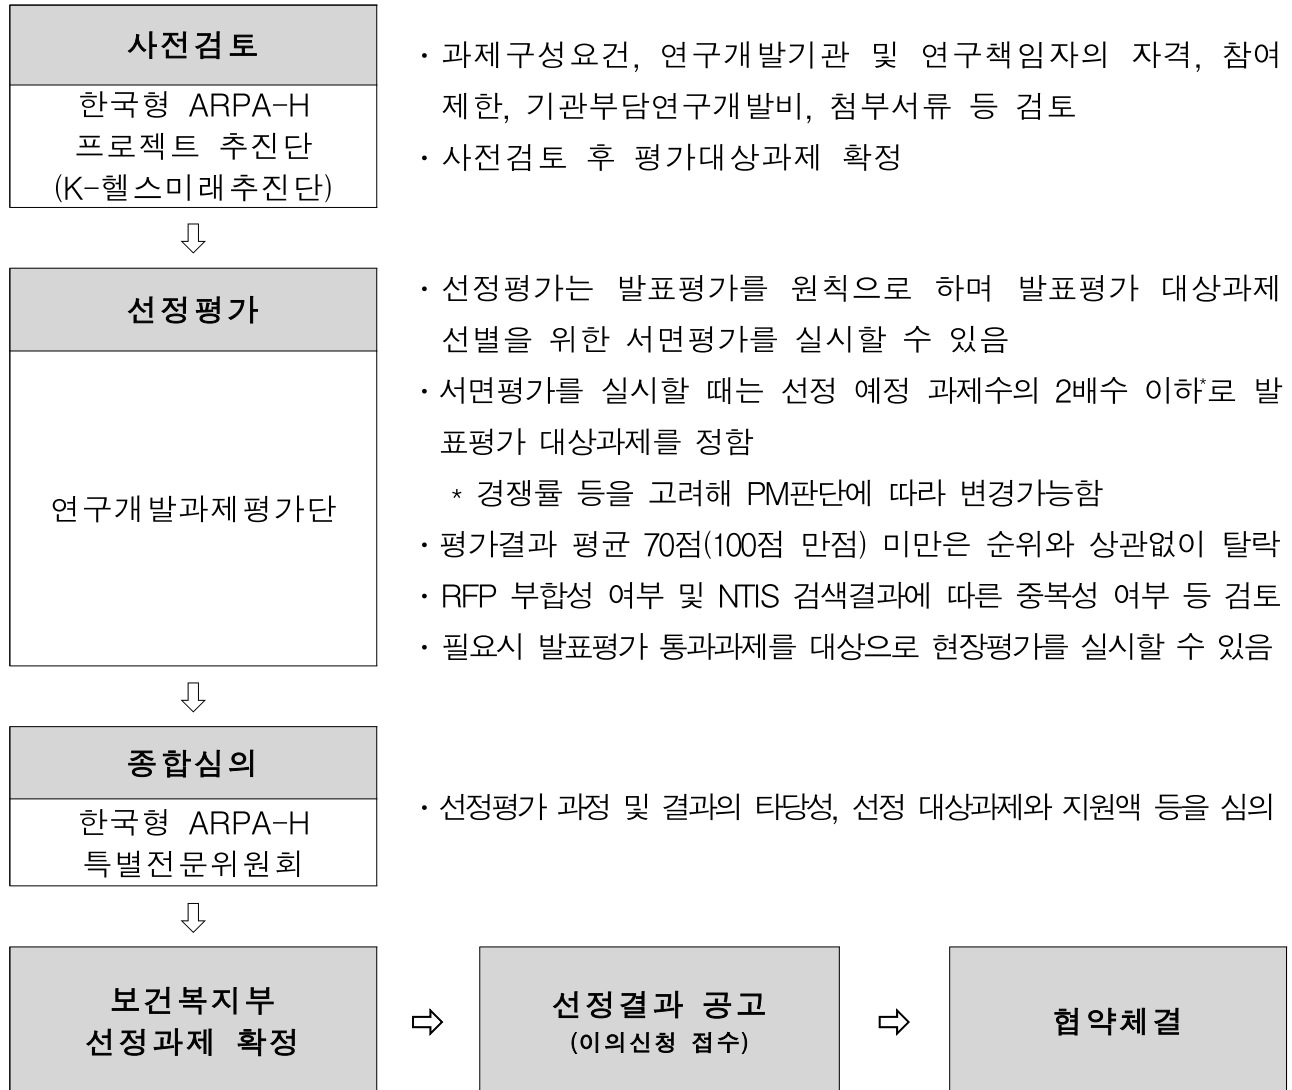 사전검토
한국형 ARPA-H
프로젝트 추진단
(K-헬스미래추진단)
· 과제구성요건, 연구개발기관 및 연구책임자의 자격, 참여
제한, 기관부담연구개발비, 첨부서류 등 검토
· 사전검토 후 평가대상과제 확정
⇩
선정평가
연구개발과제평가단
· 선정평가는 발표평가를 원칙으로 하며 발표평가 대상과제
선별을 위한 서면평가를 실시할 수 있음
· 서면평가를 실시할 때는 선정 예정 과제수의 2배수 이하*로 발
표평가 대상과제를 정함
* 경쟁률 등을 고려해 PM판단에 따라 변경가능함
· 평가결과 평균 70점(100점 만점) 미만은 순위와 상관없이 탈락
· RFP 부합성 여부 및 NTIS 검색결과에 따른 중복성 여부 등 검토
· 필요시 발표평가 통과과제를 대상으로 현장평가를 실시할 수 있음
⇩
종합심의
한국형 ARPA-H
특별전문위원회
· 선정평가 과정 및 결과의 타당성, 선정 대상과제와 지원액 등을 심의
⇩
보건복지부
선정과제 확정
⇨
선정결과 공고
(이의신청 접수)
⇨
협약체결